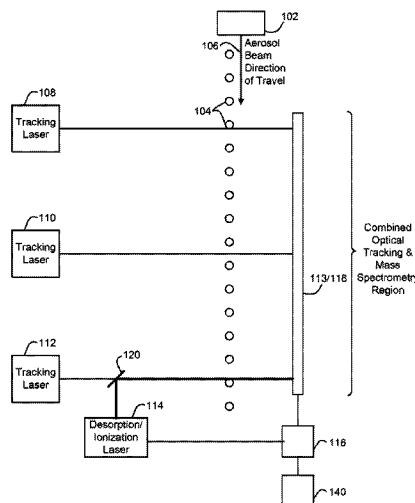 102
106
Aerosol
Beam
Direction
of Travel
104
108
Tracking
Laser
110
Tracking
Laser
Combined
Optical
Tracking &
Mass
Spectrometry
Region
113/118
112
Tracking
Laser
120
114
Desorption/
Ionization
Laser
116
140